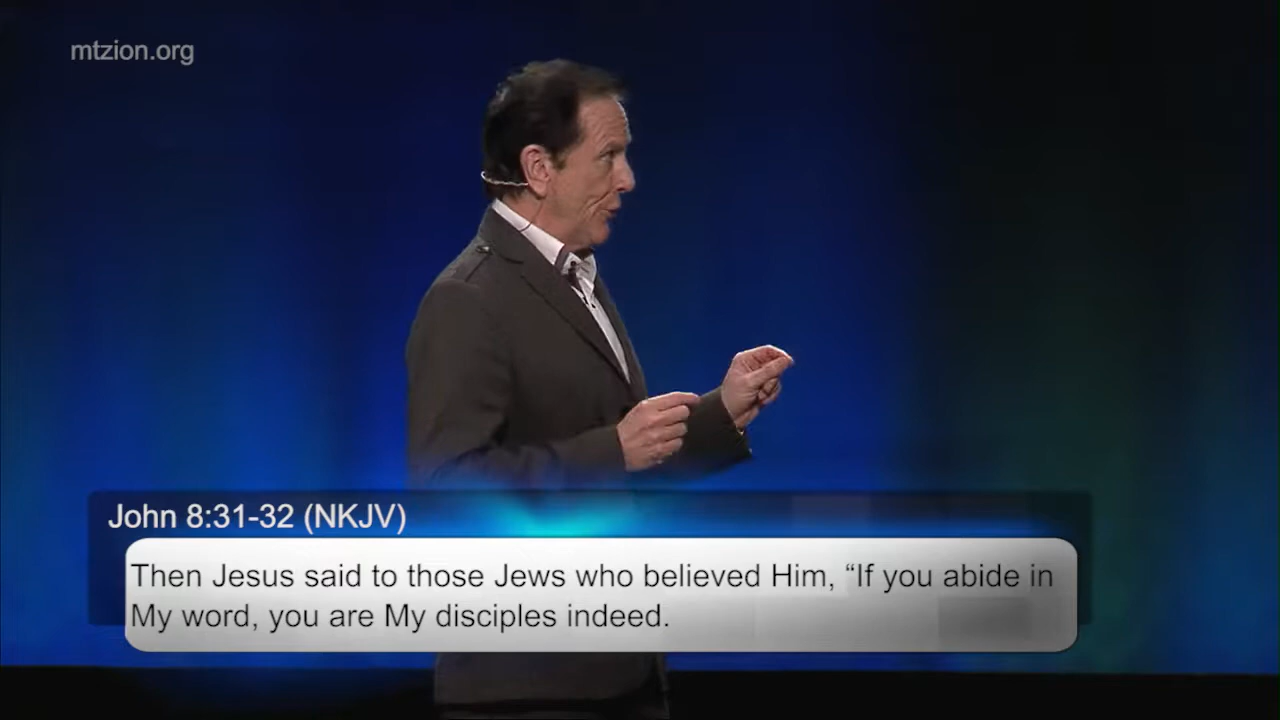 mtzion.org
John 8:31-32 (NKJV)
Then Jesus said to those Jews who believed Him, “If you abide in
My word, you are My disciples indeed.